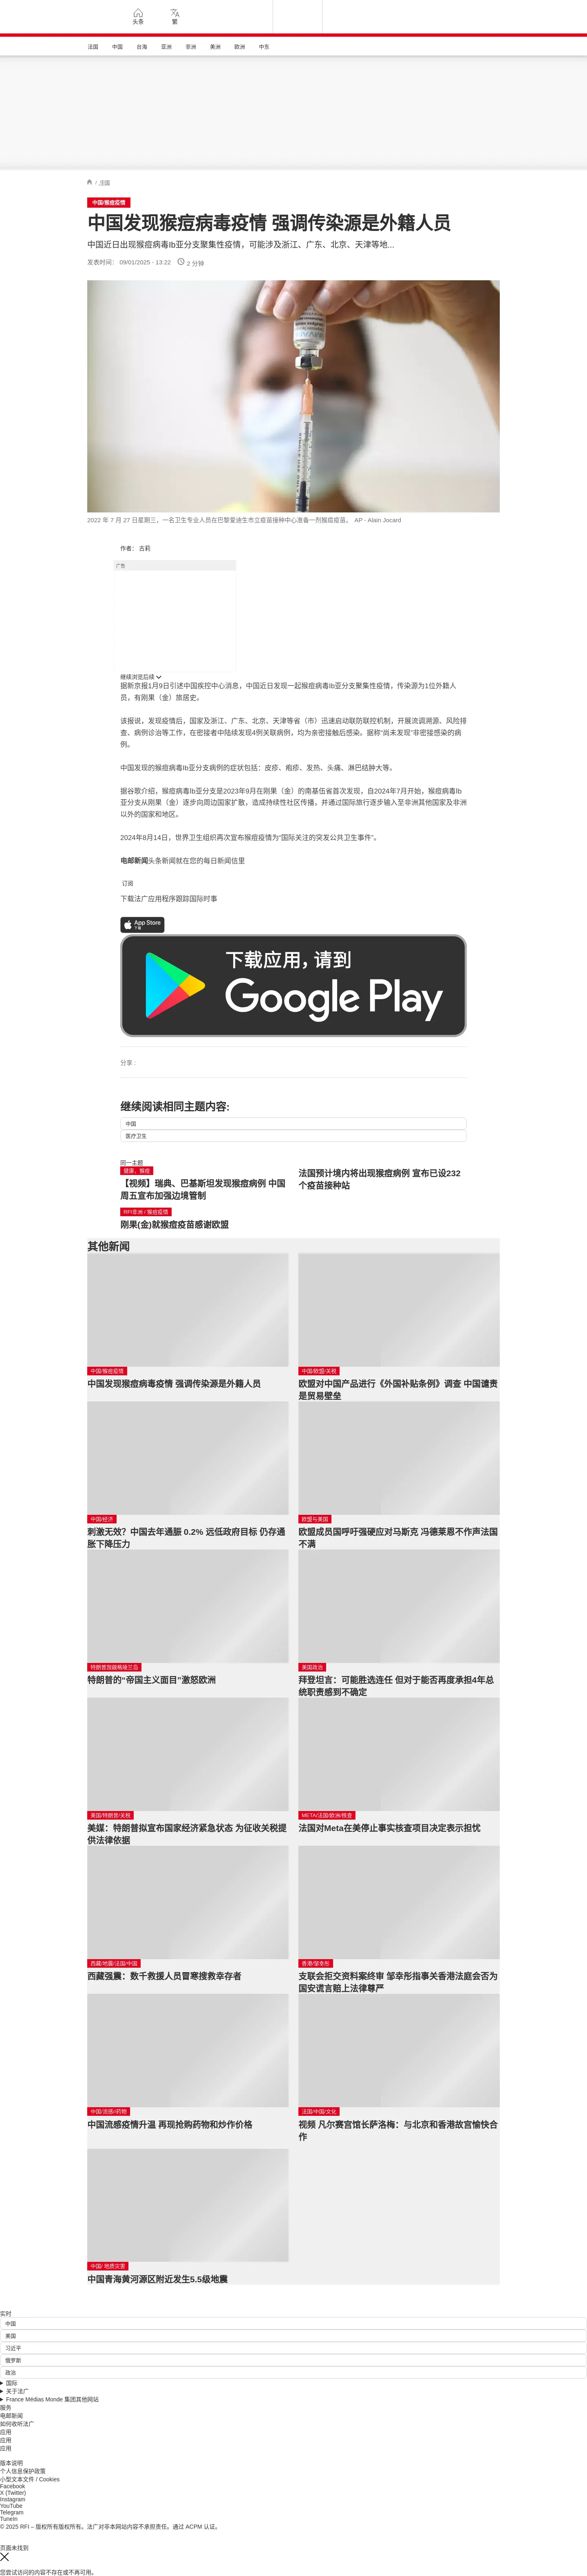 头条
繁
法国
中国
台海
亚洲
非洲
美洲
欧洲
中东
/ 中国
中国/猴痘疫情
中国发现猴痘病毒疫情 强调传染源是外籍人员
中国近日出现猴痘病毒Ib亚分支聚集性疫情，可能涉及浙江、广东、北京、天津等地...
发表时间： 09/01/2025 - 13:22
2 分钟
2022 年 7 月 27 日星期三，一名卫生专业人员在巴黎爱迪生市立疫苗接种中心准备一剂猴痘疫苗。 AP - Alain Jocard
作者： 古莉
广告
继续浏览后续
据新京报1月9日引述中国疾控中心消息，中国近日发现一起猴痘病毒Ib亚分支聚集性疫情，传染源为1位外籍人
员，有刚果（金）旅居史。
该报说，发现疫情后，国家及浙江、广东、北京、天津等省（市）迅速启动联防联控机制，开展流调溯源、风险排
查、病例诊治等工作，在密接者中陆续发现4例关联病例，均为亲密接触后感染。据称“尚未发现”非密接感染的病
例。
中国发现的猴痘病毒Ib亚分支病例的症状包括：皮疹、疱疹、发热、头痛、淋巴结肿大等。
据谷歌介绍，猴痘病毒Ib亚分支是2023年9月在刚果（金）的南基伍省首次发现，自2024年7月开始，猴痘病毒Ib
亚分支从刚果（金）逐步向周边国家扩散，造成持续性社区传播，并通过国际旅行逐步输入至非洲其他国家及非洲
以外的国家和地区。
2024年8月14日，世界卫生组织再次宣布猴痘疫情为“国际关注的突发公共卫生事件”。
电邮新闻头条新闻就在您的每日新闻信里
订阅
下载法广应用程序跟踪国际时事
App Store
下载
下载应用，请到
Google Play
分享 :
继续阅读相同主题内容:
中国
医疗卫生
同一主题
健康，猴痘
【视频】瑞典、巴基斯坦发现猴痘病例 中国
周五宣布加强边境管制
法国预计境内将出现猴痘病例 宣布已设232
个疫苗接种站
RFI非洲 / 猴痘疫情
刚果(金)就猴痘疫苗感谢欧盟
其他新闻
中国/猴痘疫情
中国发现猴痘病毒疫情 强调传染源是外籍人员
中国/欧盟/关税
欧盟对中国产品进行《外国补贴条例》调查 中国谴责
是贸易壁垒
中国/经济
刺激无效？中国去年通脤 0.2% 远低政府目标 仍存通
胀下降压力
欧盟与美国
欧盟成员国呼吁强硬应对马斯克 冯德莱恩不作声法国
不满
特朗普觊觎格陵兰岛
特朗普的“帝国主义面目”激怒欧洲
美国政治
拜登坦言：可能胜选连任 但对于能否再度承担4年总
统职责感到不确定
美国/特朗普/关税
美媒：特朗普拟宣布国家经济紧急状态 为征收关税提
供法律依据
META/法国/欧洲/核查
法国对Meta在美停止事实核查项目决定表示担忧
西藏/地震/法国/中国
西藏强震：数千救援人员冒寒搜救幸存者
香港/邹幸彤
支联会拒交资料案终审 邹幸彤指事关香港法庭会否为
国安谎言赔上法律尊严
中国/流感//药物
中国流感疫情升温 再现抢购药物和炒作价格
法国/中国/文化
视频 凡尔赛宫馆长萨洛梅：与北京和香港故宫愉快合
作
中国/ 地质灾害
中国青海黄河源区附近发生5.5级地震
实时
中国
美国
习近平
俄罗斯
政治
国际
关于法广
France Médias Monde 集团其他网站
服务
电邮新闻
如何收听法广
应用
应用
应用
版本说明
个人信息保护政策
小型文本文件 / Cookies
Facebook
X (Twitter)
Instagram
YouTube
Telegram
TuneIn
© 2025 RFI – 版权所有版权所有。法广对非本网站内容不承担责任。通过 ACPM 认证。
页面未找到
您尝试访问的内容不存在或不再可用。